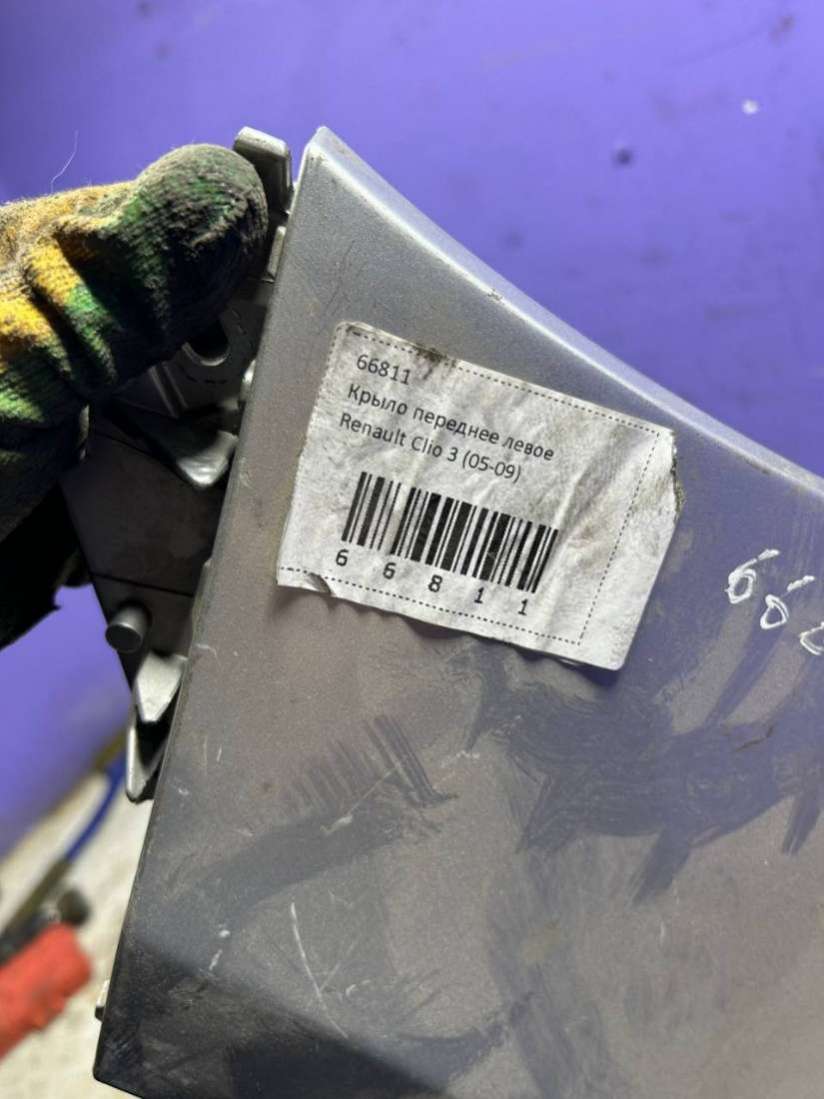 66811
Крыло переднее левое
Renault Clio 3 (05-09)
6 6 8 1 1